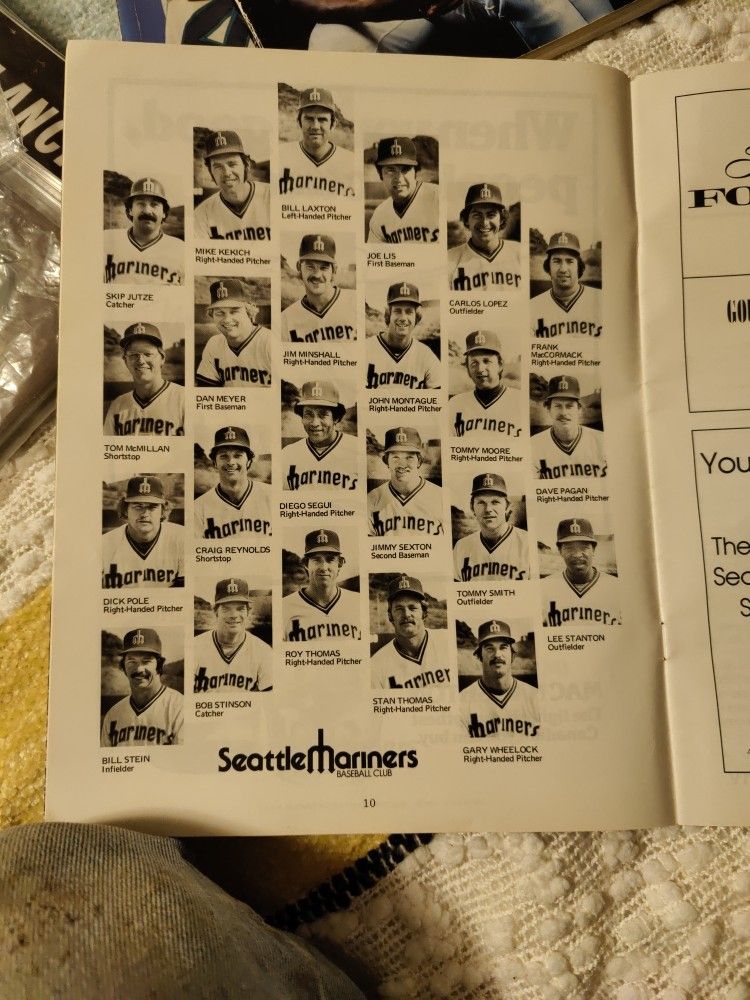 BILL LAXTON
Left-Handed Pitcher
MIKE KEKICH
Right-Handed Pitcher
JOE LIS
First Baseman
SKIP JUTZE
Catcher
CARLOS LOPEZ
Outfielder
JIM MINSHALL
Right-Handed Pitcher
FRANK
MacCORMACK
Right-Handed Pitcher
DAN MEYER
First Baseman
JOHN MONTAGUE
Right-Handed Pitcher
TOM McMILLAN
Shortstop
TOMMY MOORE
Right-Handed Pitcher
DIEGO SEGUI
Right-Handed Pitcher
DAVE PAGAN
Right-Handed Pitcher
CRAIG REYNOLDS
Shortstop
JIMMY SEXTON
Second Baseman
DICK POLE
Right-Handed Pitcher
TOMMY SMITH
Outfielder
ROY THOMAS
Right-Handed Pitcher
LEE STANTON
Outfielder
BOB STINSON
Catcher
STAN THOMAS
Right-Handed Pitcher
BILL STEIN
Infielder
GARY WHEELOCK
Right-Handed Pitcher
Seattle Mariners
BASEBALL CLUB
10
FO
GO
You
The
Sec
S